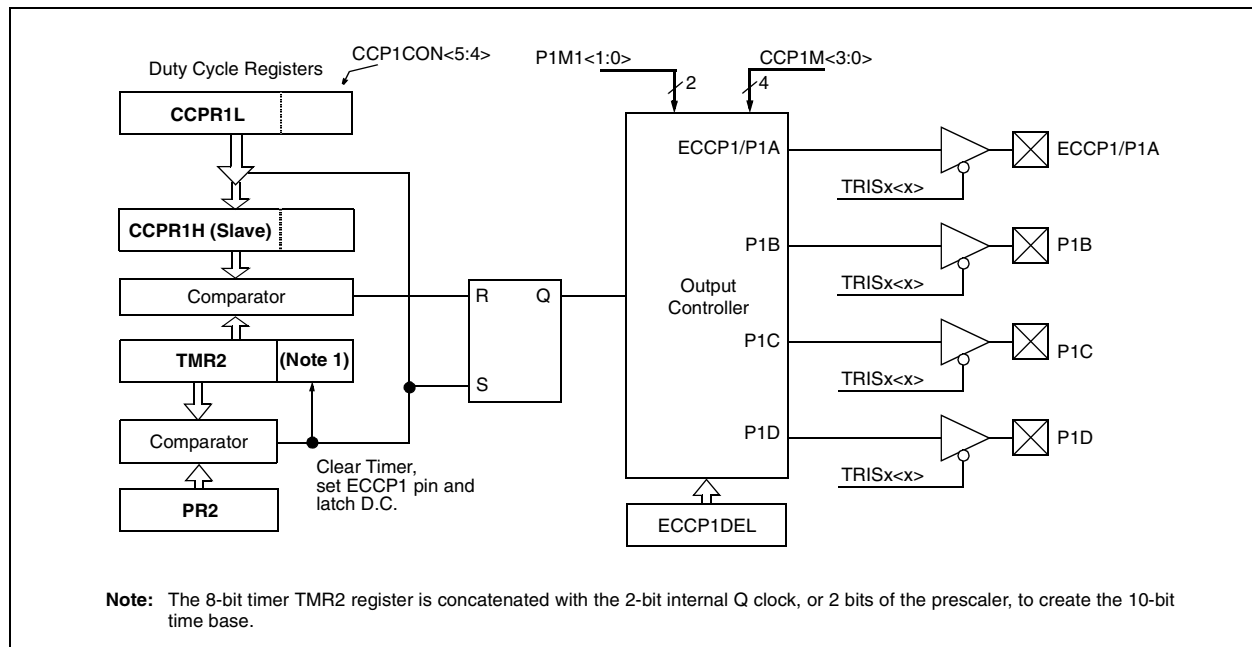 CCP1CON<5:4>
Duty Cycle Registers
CCPR1L
CCPR1H (Slave)
Comparator
TMR2
(Note 1)
Comparator
PR2
Clear Timer,
set ECCP1 pin and
latch D.C.
R
Q
S
P1M1<1:0>
2
CCP1M<3:0>
4
Output
Controller
ECCP1/P1A
P1B
P1C
P1D
ECCP1DEL
TRISx<x>
ECCP1/P1A
TRISx<x>
P1B
TRISx<x>
P1C
TRISx<x>
P1D
Note: The 8-bit timer TMR2 register is concatenated with the 2-bit internal Q clock, or 2 bits of the prescaler, to create the 10-bit
time base.